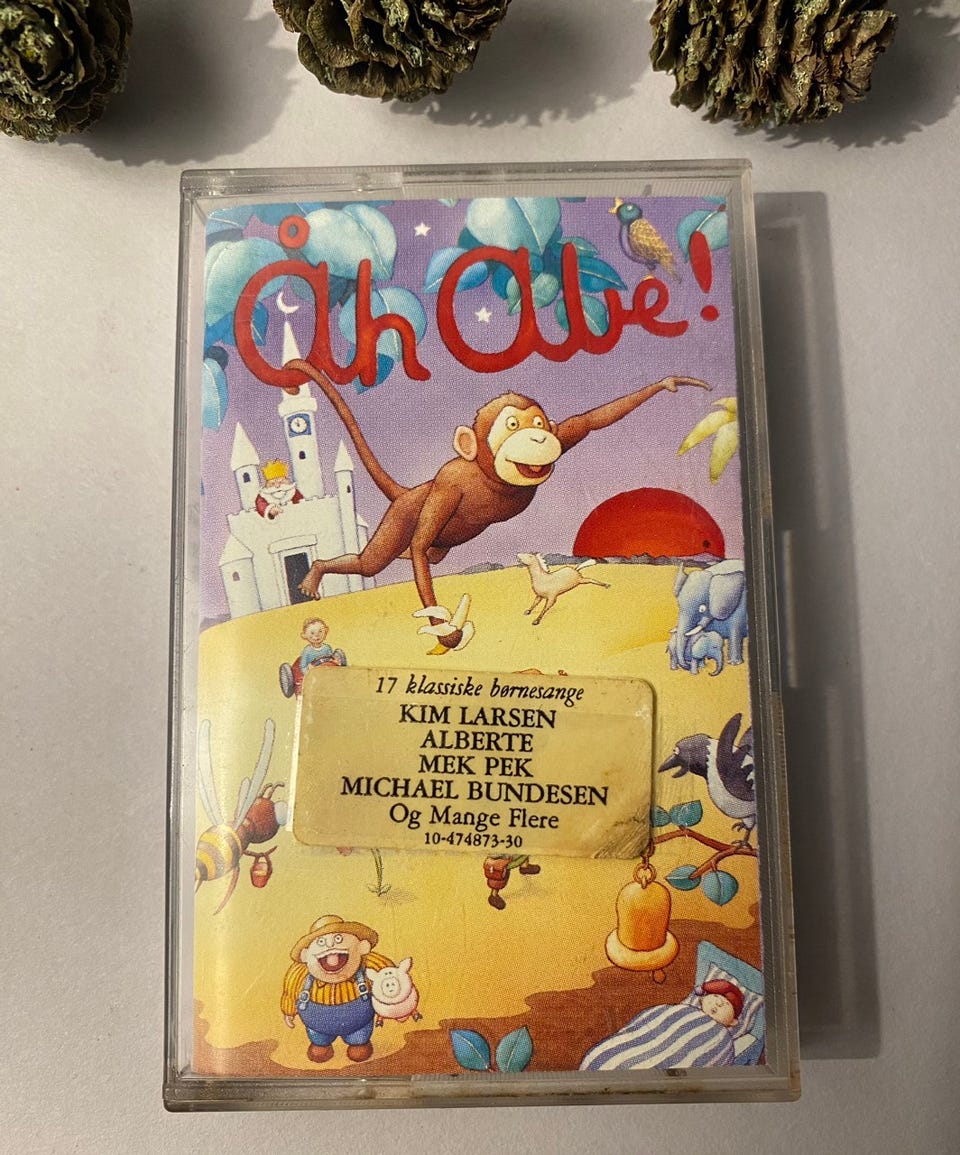 Åh Abe!
17 klassiske børnesange
KIM LARSEN
ALBERTE
MEK PEK
MICHAEL BUNDESEN
Og Mange Flere
10-474873-30